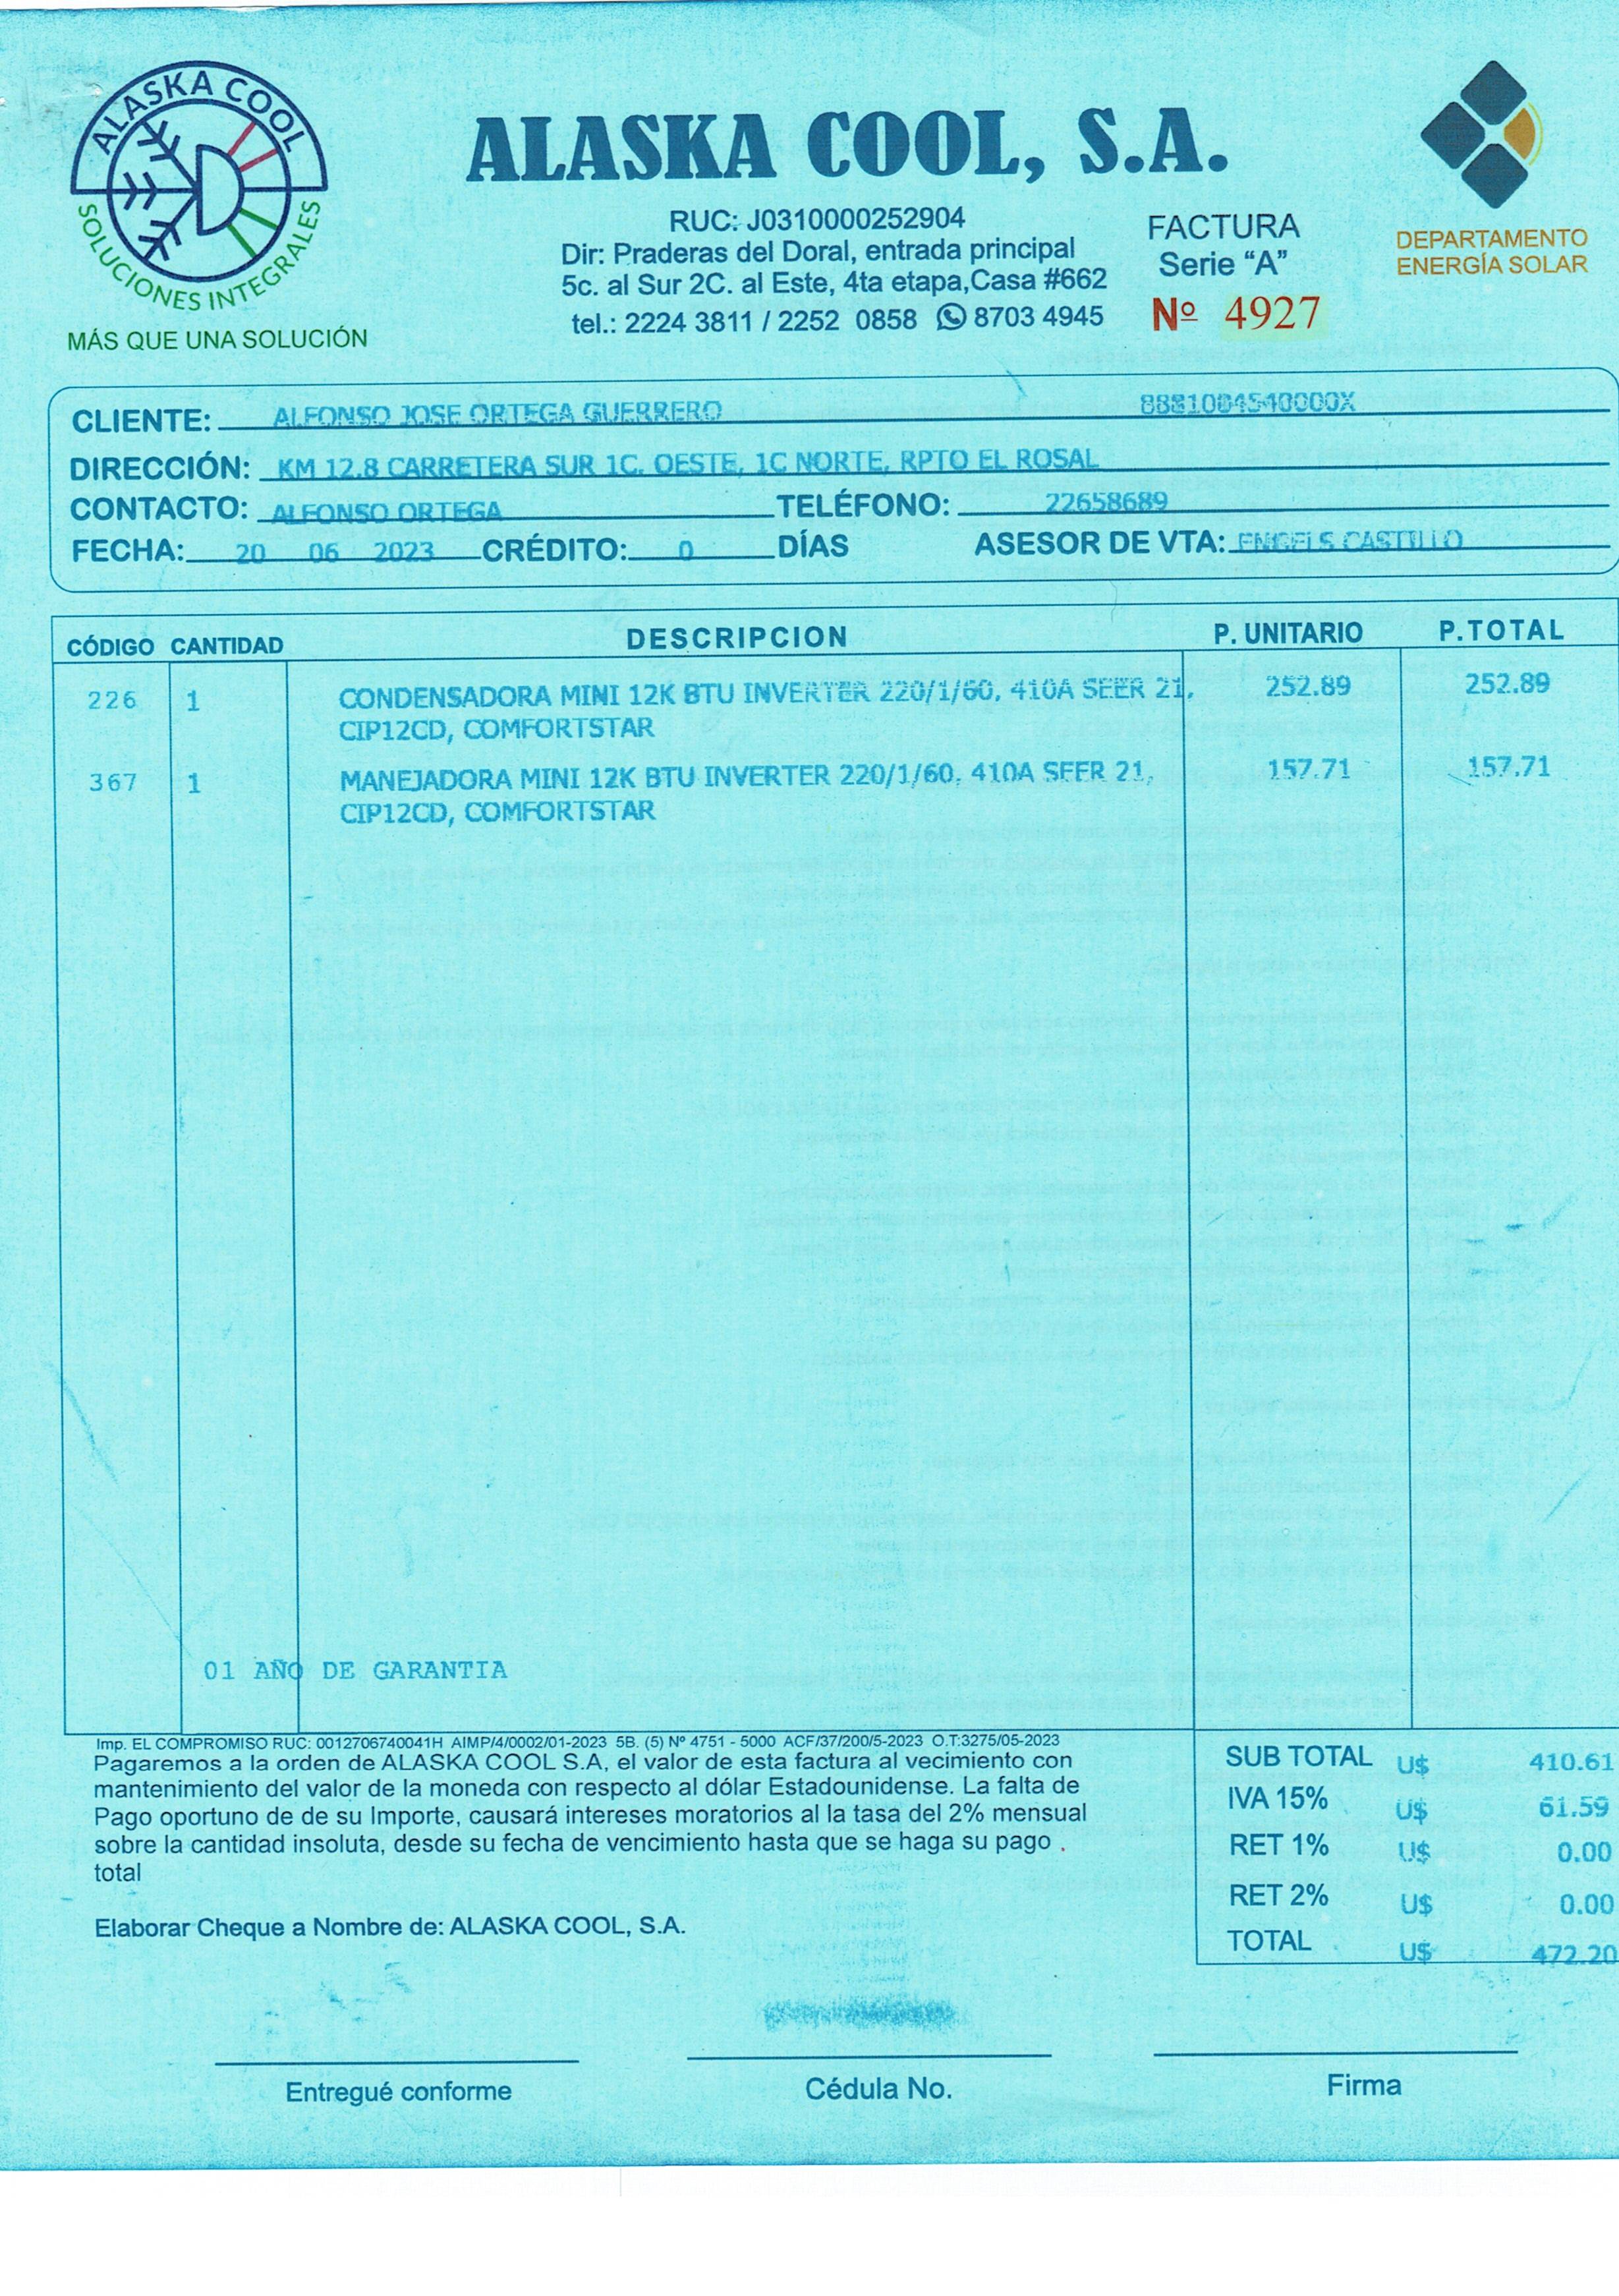 ALASKA COOL
SOLUCIONES INTEGRALES
MÁS QUE UNA SOLUCIÓN
ALASKA COOL, S.A.
RUC: J0310000252904
Dir: Praderas del Doral, entrada principal
5c. al Sur 2C. al Este, 4ta etapa,Casa #662
tel.: 2224 3811 / 2252 0858 8703 4945
FACTURA
Serie “A”
Nº 4927
DEPARTAMENTO
ENERGÍA SOLAR
CLIENTE: ALFONSO JOSE ORTEGA GUERRERO
DIRECCIÓN: KM 12.8 CARRETERA SUR 1C. OESTE, 1C NORTE, RPTO EL ROSAL
CONTACTO: ALFONSO ORTEGA TELÉFONO: 22658689
FECHA: 20 06 2023 CRÉDITO: 0 DÍAS ASESOR DE VTA: ENGELS CASTILLO
CÓDIGO CANTIDAD DESCRIPCION P. UNITARIO P.TOTAL
226 1 CONDENSADORA MINI 12K BTU INVERTER 220/1/60, 410A SEER 21, 252.89 252.89
CIP12CD, COMFORTSTAR
367 1 MANEJADORA MINI 12K BTU INVERTER 220/1/60, 410A SEER 21, 157.71 157.71
CIP12CD, COMFORTSTAR
01 AÑO DE GARANTIA
Imp. EL COMPROMISO RUC: 0012706740041H AIMP/4/0002/01-2023 5B. (5) Nº 4751 - 5000 ACF/37/200/5-2023 O.T:3275/05-2023
Pagaremos a la orden de ALASKA COOL S.A, el valor de esta factura al vecimiento con
mantenimiento del valor de la moneda con respecto al dólar Estadounidense. La falta de
Pago oportuno de de su Importe, causará intereses moratorios al la tasa del 2% mensual
sobre la cantidad insoluta, desde su fecha de vencimiento hasta que se haga su pago .
total
Elaborar Cheque a Nombre de: ALASKA COOL, S.A.
SUB TOTAL U$ 410.61
IVA 15% U$ 61.59
RET 1% U$ 0.00
RET 2% U$ 0.00
TOTAL U$ 472.20
Entregué conforme
Cédula No.
Firma